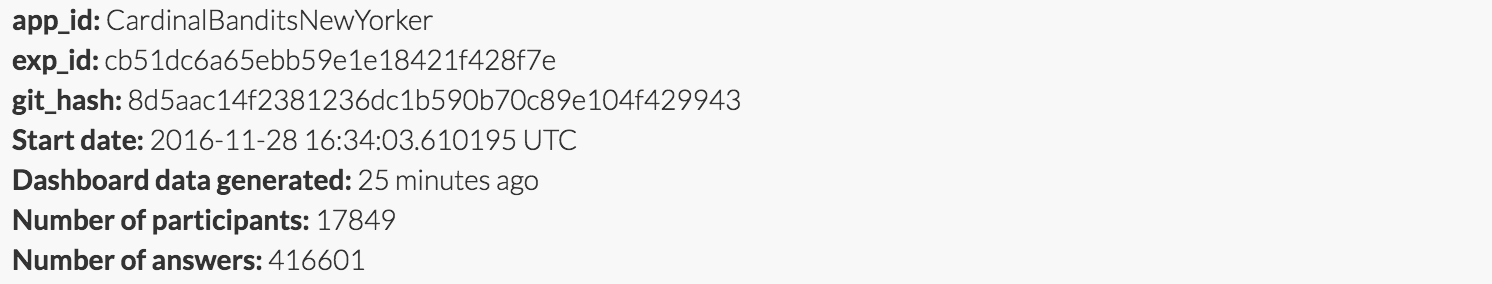 app_id: CardinalBanditsNewYorker
exp_id: cb51dc6a65ebb59e1e18421f428f7e
git_hash: 8d5aac14f2381236dc1b590b70c89e104f429943
Start date: 2016-11-28 16:34:03.610195 UTC
Dashboard data generated: 25 minutes ago
Number of participants: 17849
Number of answers: 416601